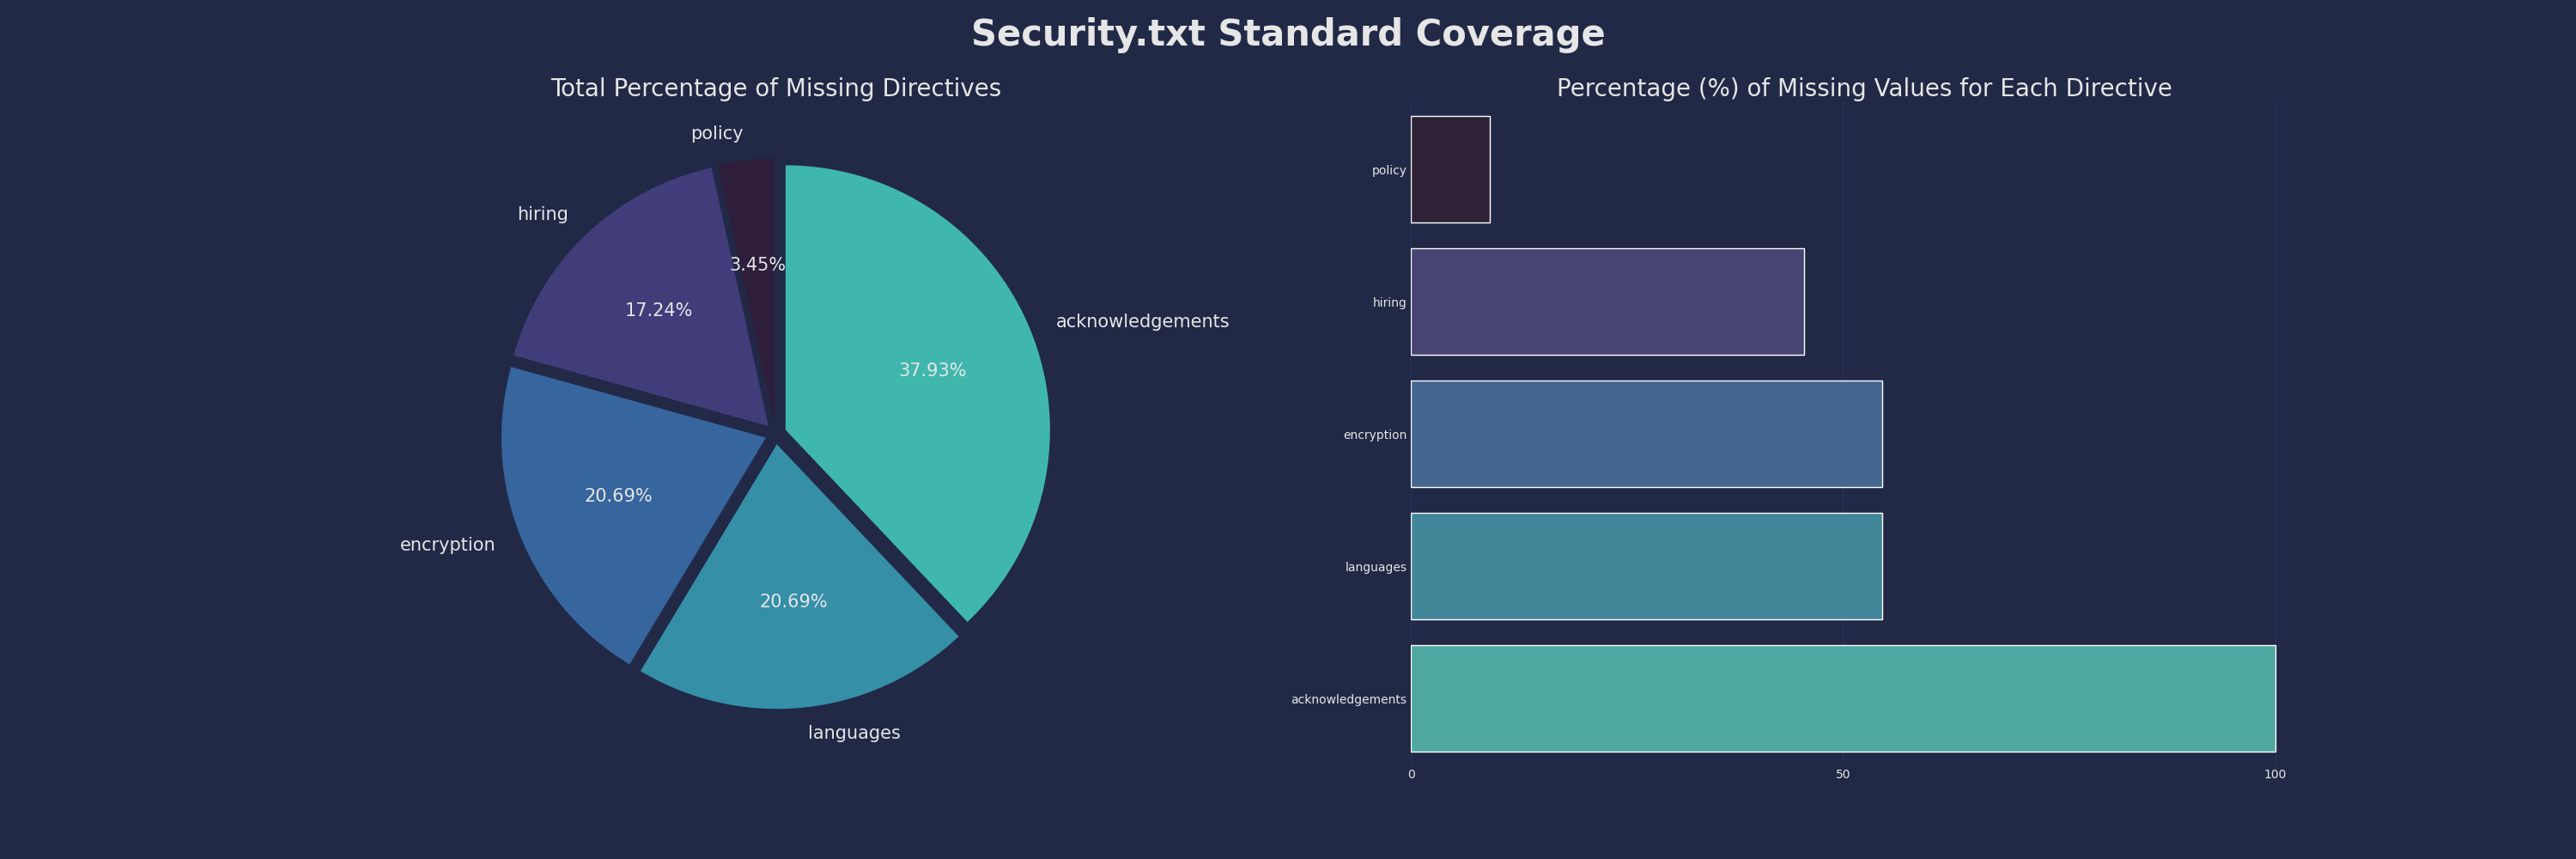 Security.txt Standard Coverage
Total Percentage of Missing Directives
policy
hiring
3.45%
17.24%
acknowledgements
37.93%
20.69%
encryption
20.69%
languages
Percentage (%) of Missing Values for Each Directive
policy
hiring
encryption
languages
acknowledgements
0 50 100